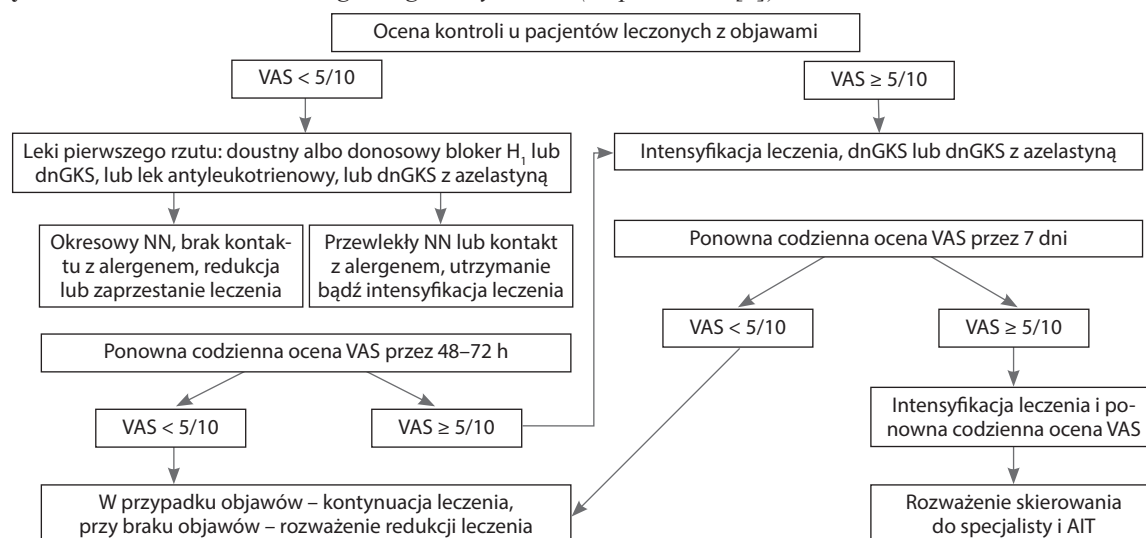 Ocena kontroli u pacjentów leczonych z objawami
VAS < 5/10
VAS ≥ 5/10
Leki pierwszego rzutu: doustny albo donosowy bloker H₁ lub
dnGKS, lub lek antyleukotrienowy, lub dnGKS z azelastyną
Intensyfikacja leczenia, dnGKS lub dnGKS z azelastyną
Okresowy NN, brak kontak-
tu z alergenem, redukcja
lub zaprzestanie leczenia
Przewlekły NN lub kontakt
z alergenem, utrzymanie
bądź intensyfikacja leczenia
Ponowna codzienna ocena VAS przez 7 dni
VAS < 5/10
VAS ≥ 5/10
Ponowna codzienna ocena VAS przez 48–72 h
VAS < 5/10
VAS ≥ 5/10
Intensyfikacja leczenia i po-
nowna codzienna ocena VAS
W przypadku objawów – kontynuacja leczenia,
przy braku objawów – rozważenie redukcji leczenia
Rozważenie skierowania
do specjalisty i AIT